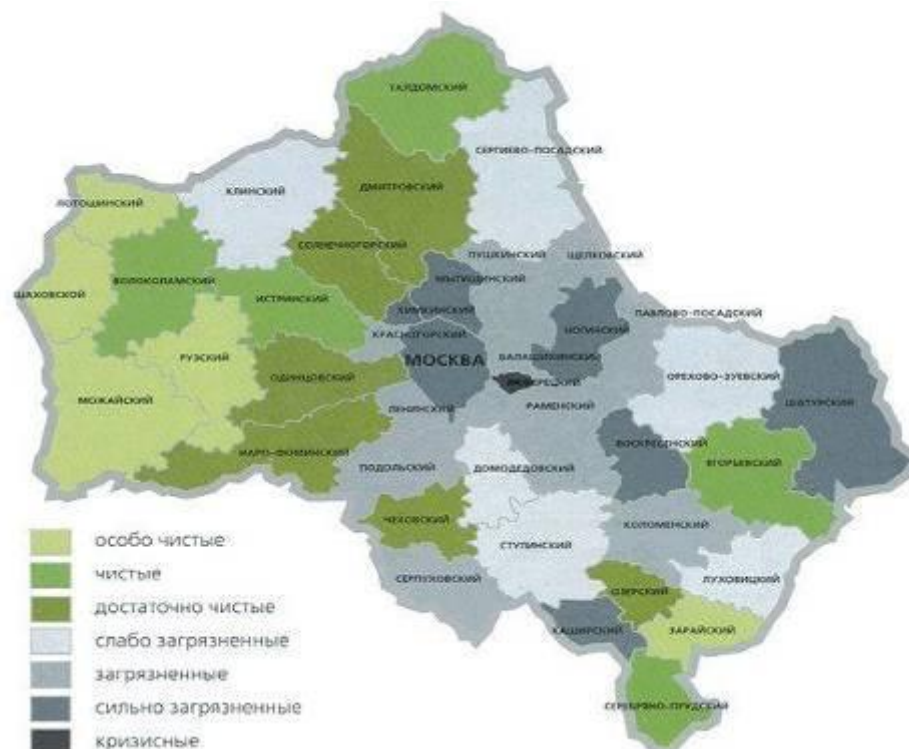 ТАЛДОМСКИЙ
СЕРГИЕВО-ПОСАДСКИЙ
КЛИНСКИЙ
ДМИТРОВСКИЙ
ЛОТОШИНСКИЙ
СОЛНЕЧНОГОРСКИЙ
ПУШКИНСКИЙ
ЩЕЛКОВСКИЙ
МЫТИЩИНСКИЙ
ВОЛОКОЛАМСКИЙ
ШАХОВСКОЙ
ИСТРИНСКИЙ
ХИМКИНСКИЙ
ПАВЛОВО-ПОСАДСКИЙ
КРАСНОГОРСКИЙ
НОГИНСКИЙ
РУЗСКИЙ
МОСКВА
БАЛАШИХИНСКИЙ
ОДИНЦОВСКИЙ
ЛЮБЕРЕЦКИЙ
ОРЕХОВО-ЗУЕВСКИЙ
МОЖАЙСКИЙ
ЛЕНИНСКИЙ
РАМЕНСКИЙ
ШАТУРСКИЙ
НАРО-ФОМИНСКИЙ
ВОСКРЕСЕНСКИЙ
ПОДОЛЬСКИЙ
ДОМОДЕДОВСКИЙ
ЕГОРЬЕВСКИЙ
ЧЕХОВСКИЙ
КОЛОМЕНСКИЙ
СТУПИНСКИЙ
СЕРПУХОВСКИЙ
ЛУХОВИЦКИЙ
ОЗЕРСКИЙ
КАШИРСКИЙ
ЗАРАЙСКИЙ
СЕРЕБРЯНО-ПРУДСКИЙ
особо чистые
чистые
достаточно чистые
слабо загрязненные
загрязненные
сильно загрязненные
кризисные